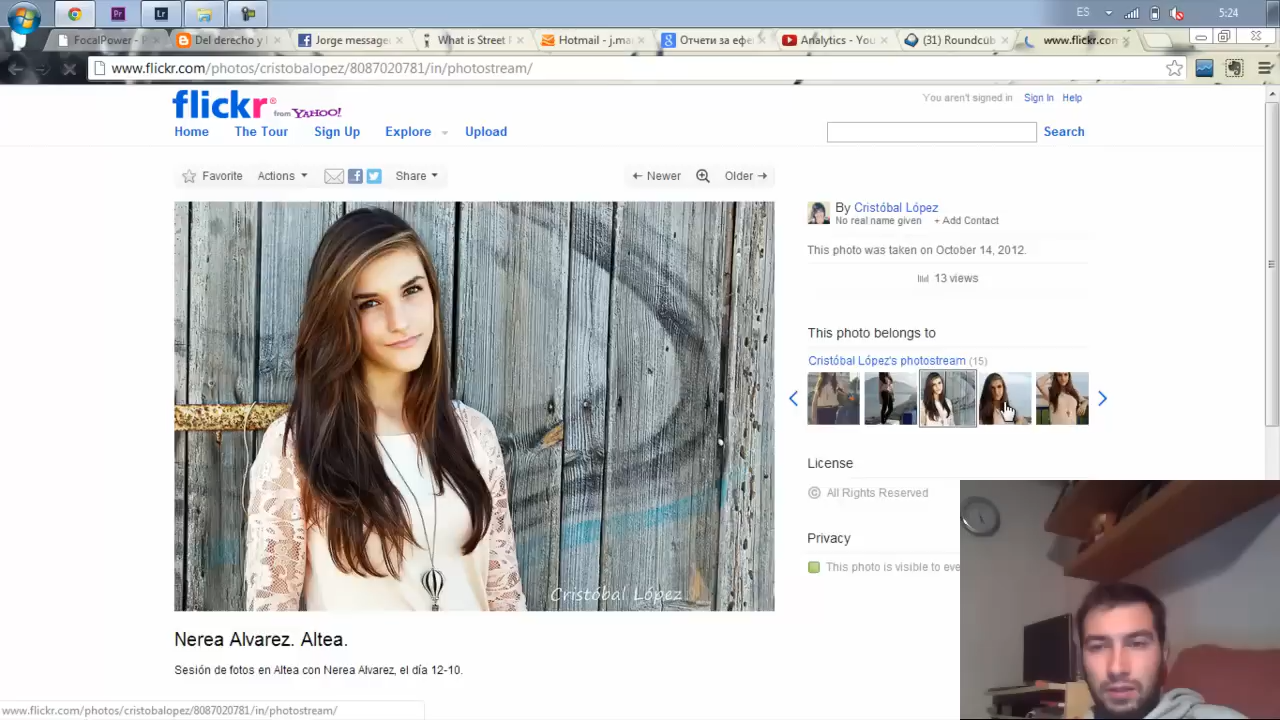 ES 5:24
FocalPower - P
Del derecho y
Jorge message
What is Street P
Hotmail - j.ma
Отчети за ефе
Analytics - You
(31) Roundcub
www.flickr.con
www.flickr.com/photos/cristobalopez/8087020781/in/photostream/
flickr from YAHOO!
You aren't signed in Sign In Help
Home The Tour Sign Up Explore Upload
Search
Favorite Actions Share
← Newer Older →
By Cristóbal López
No real name given + Add Contact
This photo was taken on October 14, 2012.
13 views
This photo belongs to
Cristóbal López's photostream (15)
License
© All Rights Reserved
Privacy
This photo is visible to eve
Cristóbal López
Nerea Alvarez. Altea.
Sesión de fotos en Altea con Nerea Alvarez, el día 12-10.
www.flickr.com/photos/cristobalopez/8087020781/in/photostream/